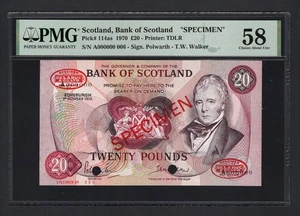 PMG
PAPER MONEY GUARANTY
Scotland, Bank of Scotland "SPECIMEN"
Pick# 114as 1970 £20 - Printer: TDLR
S/N A000000 006 - Sign. Polwarth - T.W. Walker
58
Choice About Unc
THE GOVERNOR & COMPANY OF THE
BANK OF SCOTLAND
PROMISE TO PAY HERE TO THE
BEARER ON DEMAND
EDINBURGH
£20
SPECIMEN
£20
TWENTY POUNDS